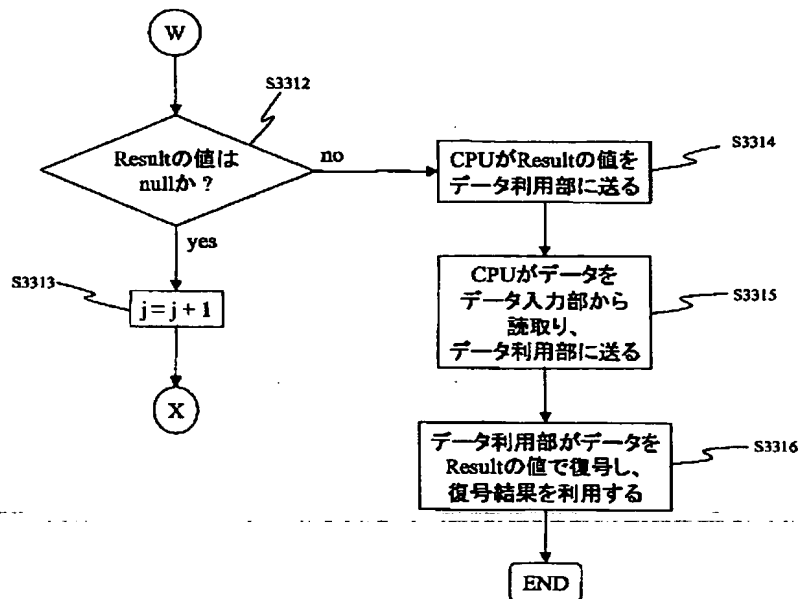 W
S3312
Resultの値は
nullか?
no
yes
S3313
j = j + 1
X
CPUがResultの値を
データ利用部に送る
S3314
CPUがデータを
データ入力部から
読取り、
データ利用部に送る
S3315
データ利用部がデータを
Resultの値で復号し、
復号結果を利用する
S3316
END